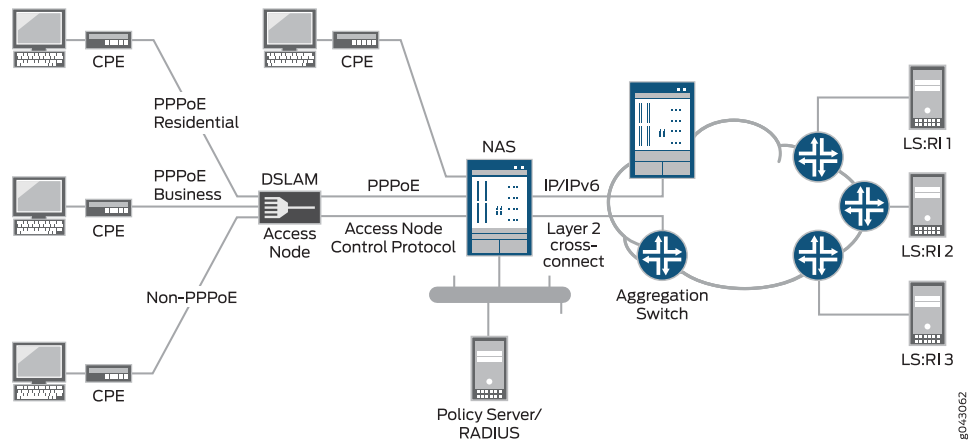 CPE
CPE
PPPoE
Residential
PPPoE
Business
CPE
DSLAM
Access
Node
Non-PPPoE
CPE
PPPoE
Access Node
Control Protocol
NAS
IP/IPv6
Layer 2
cross-
connect
Aggregation
Switch
Policy Server/
RADIUS
LS:RI 1
LS:RI 2
LS:RI 3
g043062